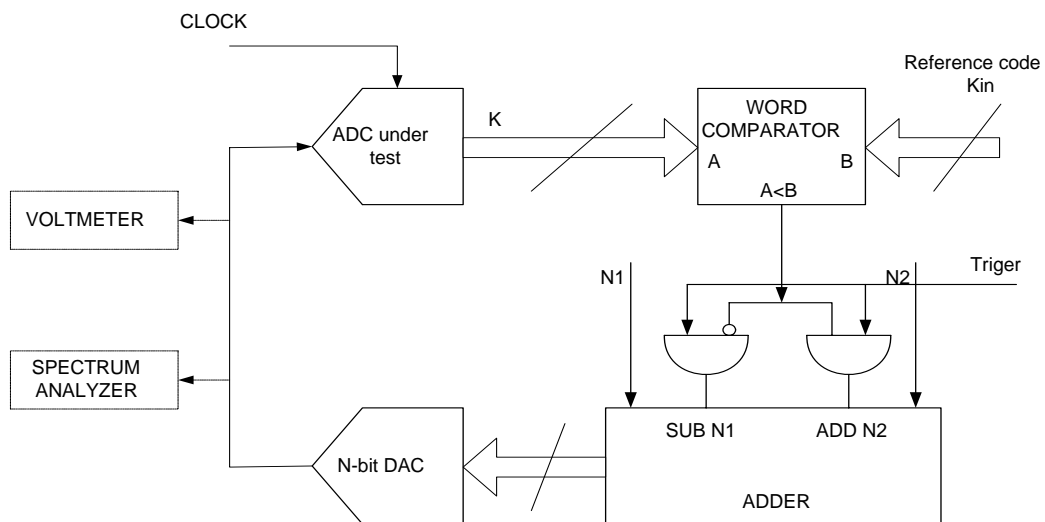 CLOCK
Reference code
Kin
ADC under
test
K
WORD
COMPARATOR
A
B
A<B
VOLTMETER
N1
N2
Triger
SPECTRUM
ANALYZER
N-bit DAC
SUB N1
ADD N2
ADDER